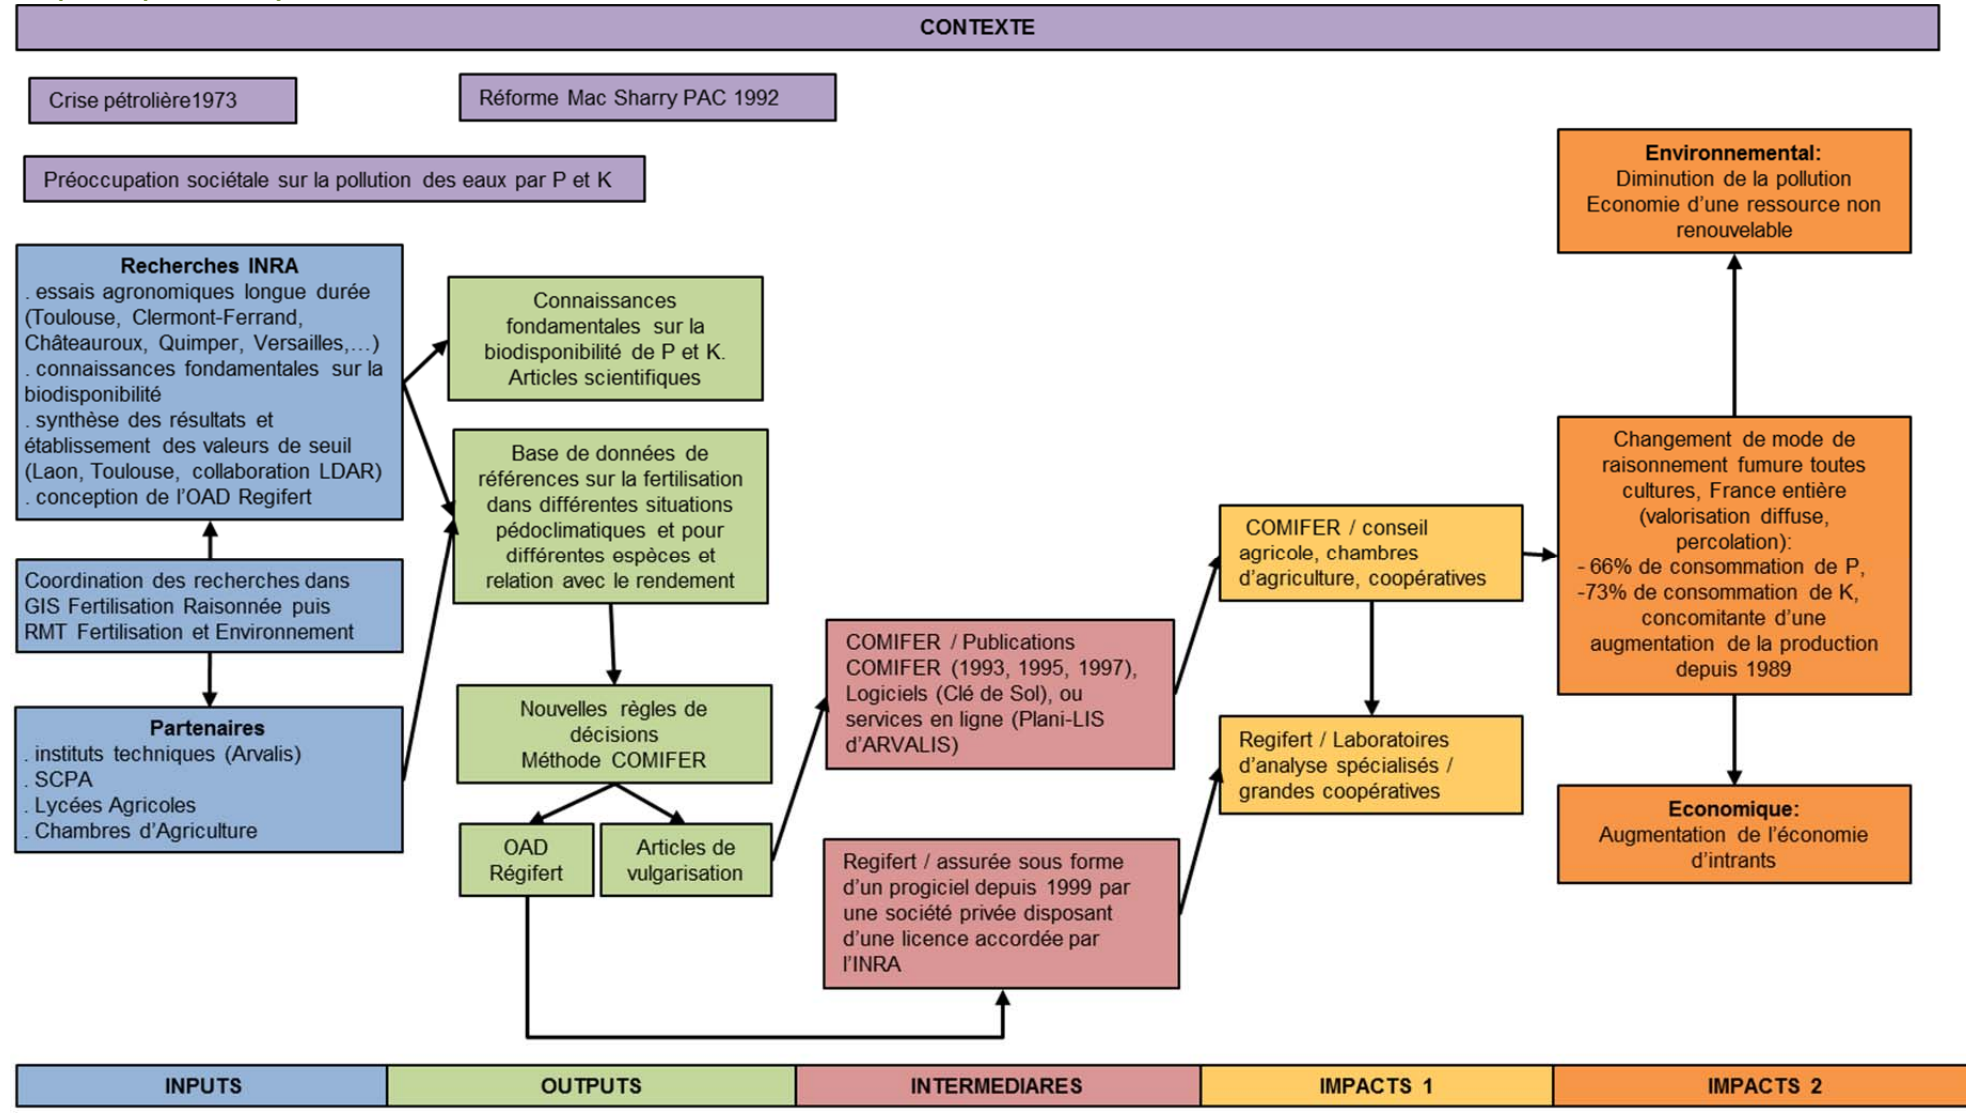 CONTEXTE
Crise pétrolière1973
Réforme Mac Sharry PAC 1992
Préoccupation sociétale sur la pollution des eaux par P et K
Recherches INRA
. essais agronomiques longue durée
(Toulouse, Clermont-Ferrand,
Châteauroux, Quimper, Versailles,…)
. connaissances fondamentales sur la
biodisponibilité
. synthèse des résultats et
établissement des valeurs de seuil
(Laon, Toulouse, collaboration LDAR)
. conception de l'OAD Regifert
Coordination des recherches dans
GIS Fertilisation Raisonnée puis
RMT Fertilisation et Environnement
Partenaires
. instituts techniques (Arvalis)
. SCPA
. Lycées Agricoles
. Chambres d'Agriculture
Connaissances
fondamentales sur la
biodisponibilité de P et K.
Articles scientifiques
Base de données de
références sur la fertilisation
dans différentes situations
pédoclimatiques et pour
différentes espèces et
relation avec le rendement
Nouvelles règles de
décisions
Méthode COMIFER
OAD
Régifert
Articles de
vulgarisation
COMIFER / Publications
COMIFER (1993, 1995, 1997),
Logiciels (Clé de Sol), ou
services en ligne (Plani-LIS
d'ARVALIS)
Regifert / assurée sous forme
d'un progiciel depuis 1999 par
une société privée disposant
d'une licence accordée par
l'INRA
COMIFER / conseil
agricole, chambres
d'agriculture, coopératives
Regifert / Laboratoires
d'analyse spécialisés /
grandes coopératives
Environnemental:
Diminution de la pollution
Economie d'une ressource non
renouvelable
Changement de mode de
raisonnement fumure toutes
cultures, France entière
(valorisation diffuse,
percolation):
- 66% de consommation de P,
-73% de consommation de K,
concomitante d'une
augmentation de la production
depuis 1989
Economique:
Augmentation de l'économie
d'intrants
INPUTS
OUTPUTS
INTERMEDIARES
IMPACTS 1
IMPACTS 2